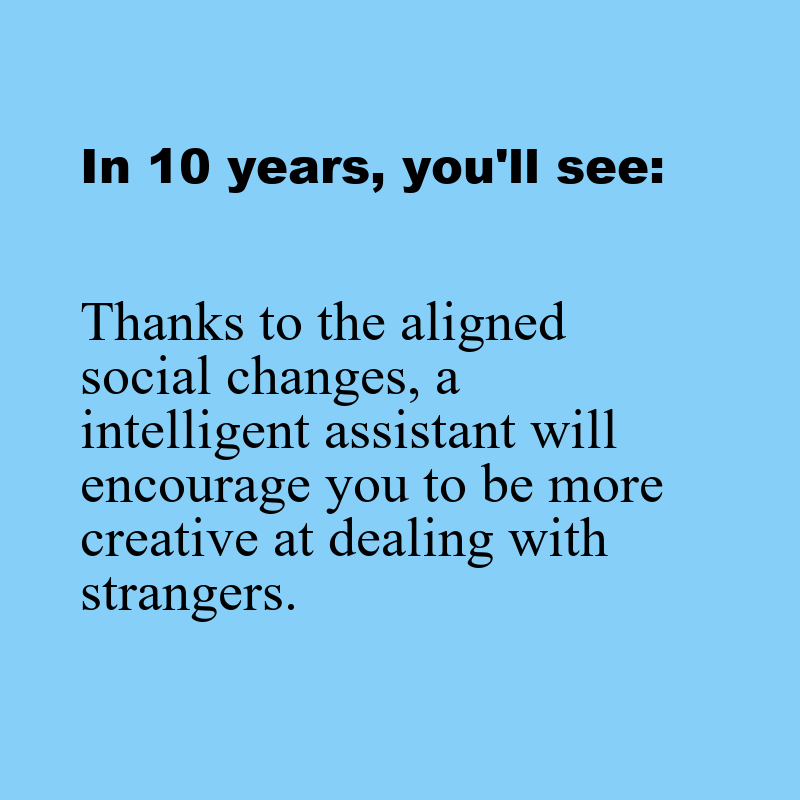 In 10 years, you'll see:
Thanks to the aligned
social changes, a
intelligent assistant will
encourage you to be more
creative at dealing with
strangers.